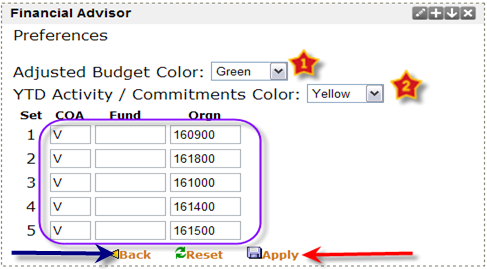 Financial Advisor
Preferences
Adjusted Budget Color: Green 1
YTD Activity / Commitments Color: Yellow 2
Set COA Fund Orgn
1 V 160900
2 V 161800
3 V 161000
4 V 161400
5 V 161500
Back Reset Apply